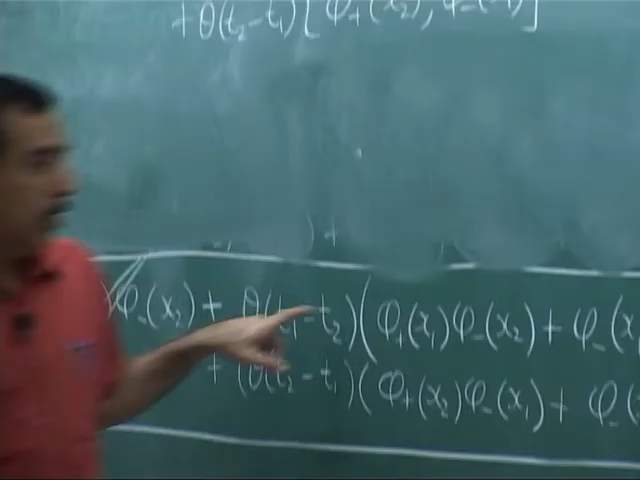 + θ(t₂-t₁)[φ₊(x₂), φ₋(x₁)]
φ₋(x₂) + θ(t₁-t₂)(φ₊(x₁)φ₋(x₂) + φ₋(x
+ (θ(t₂-t₁)(φ₊(x₂)φ₋(x₁) + φ₋(x